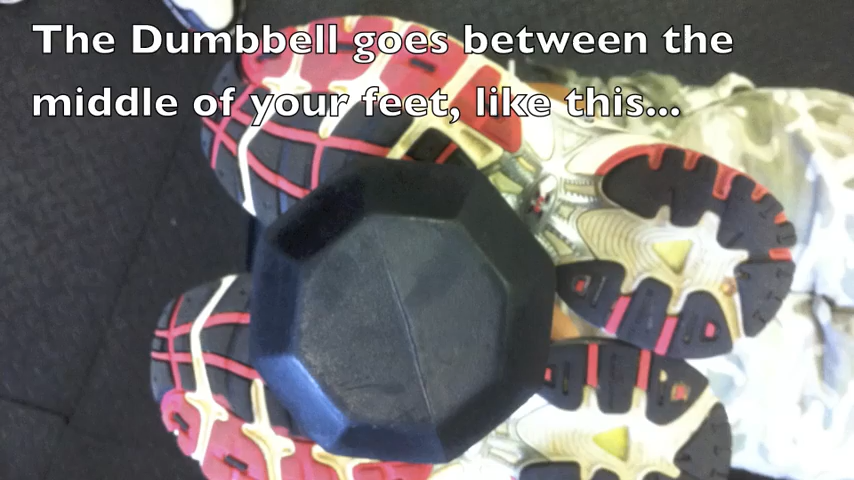 The Dumbbell goes between the
middle of your feet, like this...